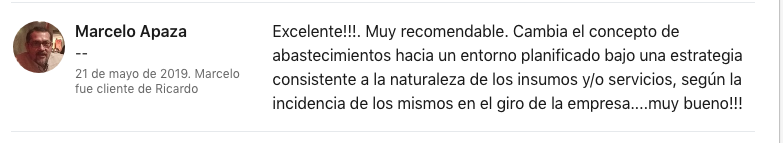 Marcelo Apaza
--
21 de mayo de 2019. Marcelo
fue cliente de Ricardo
Excelente!!!. Muy recomendable. Cambia el concepto de
abastecimientos hacia un entorno planificado bajo una estrategia
consistente a la naturaleza de los insumos y/o servicios, según la
incidencia de los mismos en el giro de la empresa....muy bueno!!!